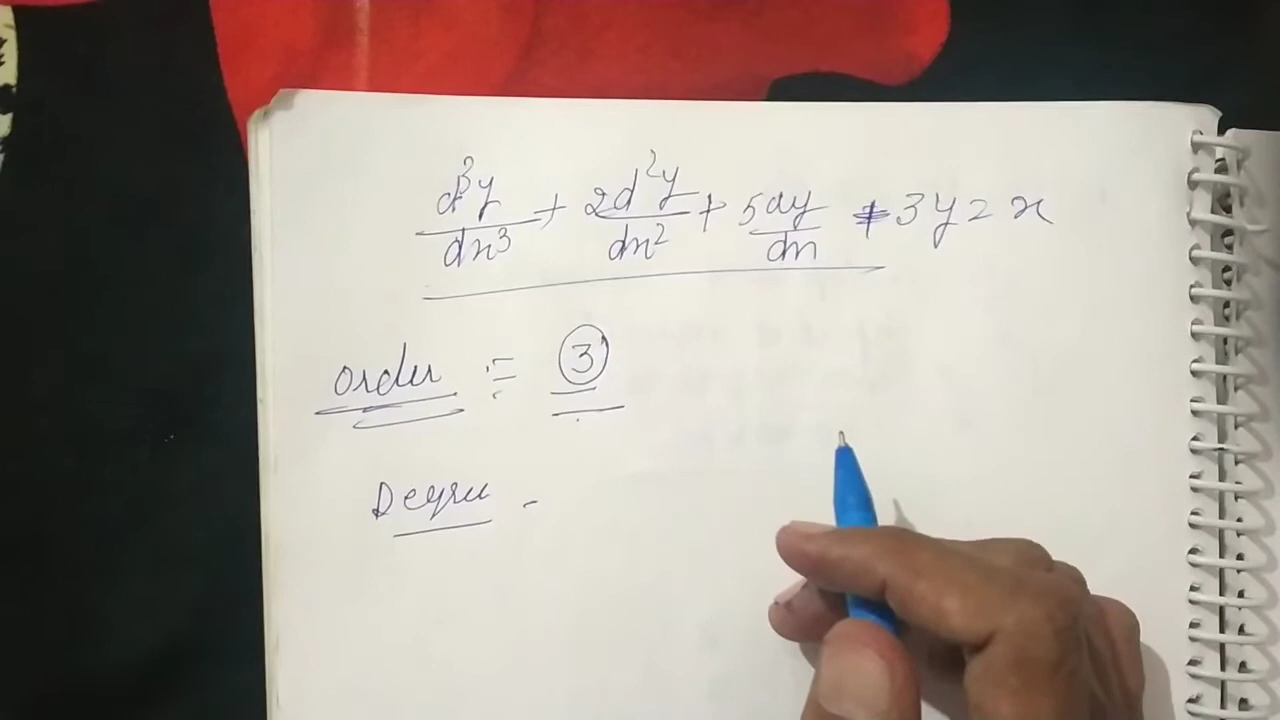 d³y/dx³ + 2d²y/dx² + 5dy/dx + 3y = x
order = 3
Degree -